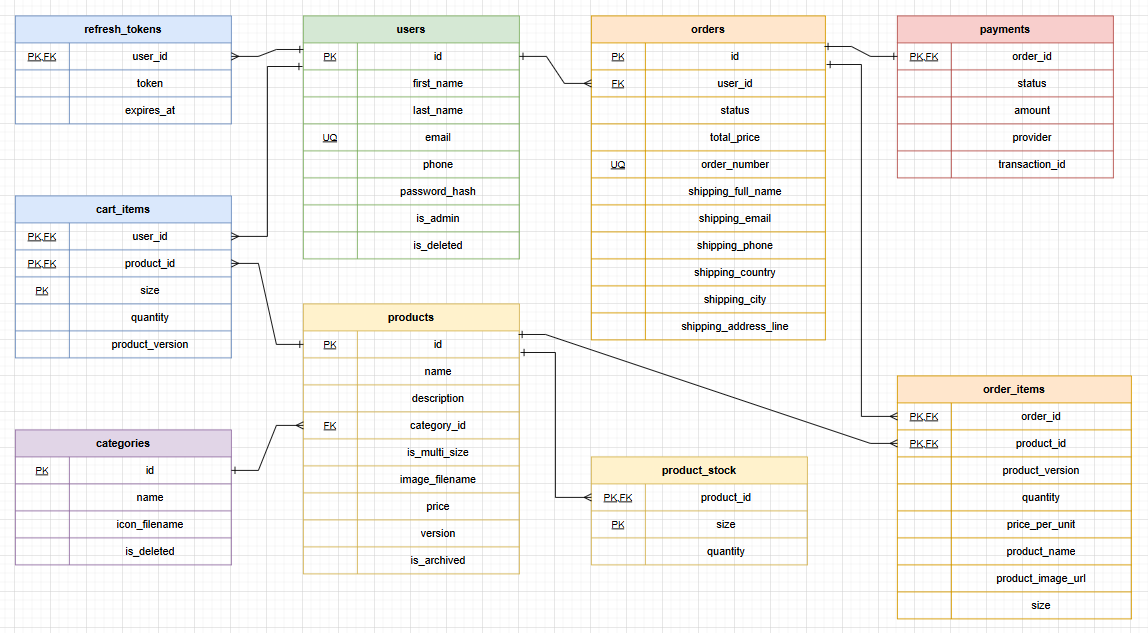 refresh_tokens
PK,FK user_id
token
expires_at
users
PK id
first_name
last_name
UQ email
phone
password_hash
is_admin
is_deleted
orders
PK id
FK user_id
status
total_price
UQ order_number
shipping_full_name
shipping_email
shipping_phone
shipping_country
shipping_city
shipping_address_line
payments
PK,FK order_id
status
amount
provider
transaction_id
cart_items
PK,FK user_id
PK,FK product_id
PK size
quantity
product_version
products
PK id
name
description
FK category_id
is_multi_size
image_filename
price
version
is_archived
categories
PK id
name
icon_filename
is_deleted
product_stock
PK,FK product_id
PK size
quantity
order_items
PK,FK order_id
PK,FK product_id
product_version
quantity
price_per_unit
product_name
product_image_url
size